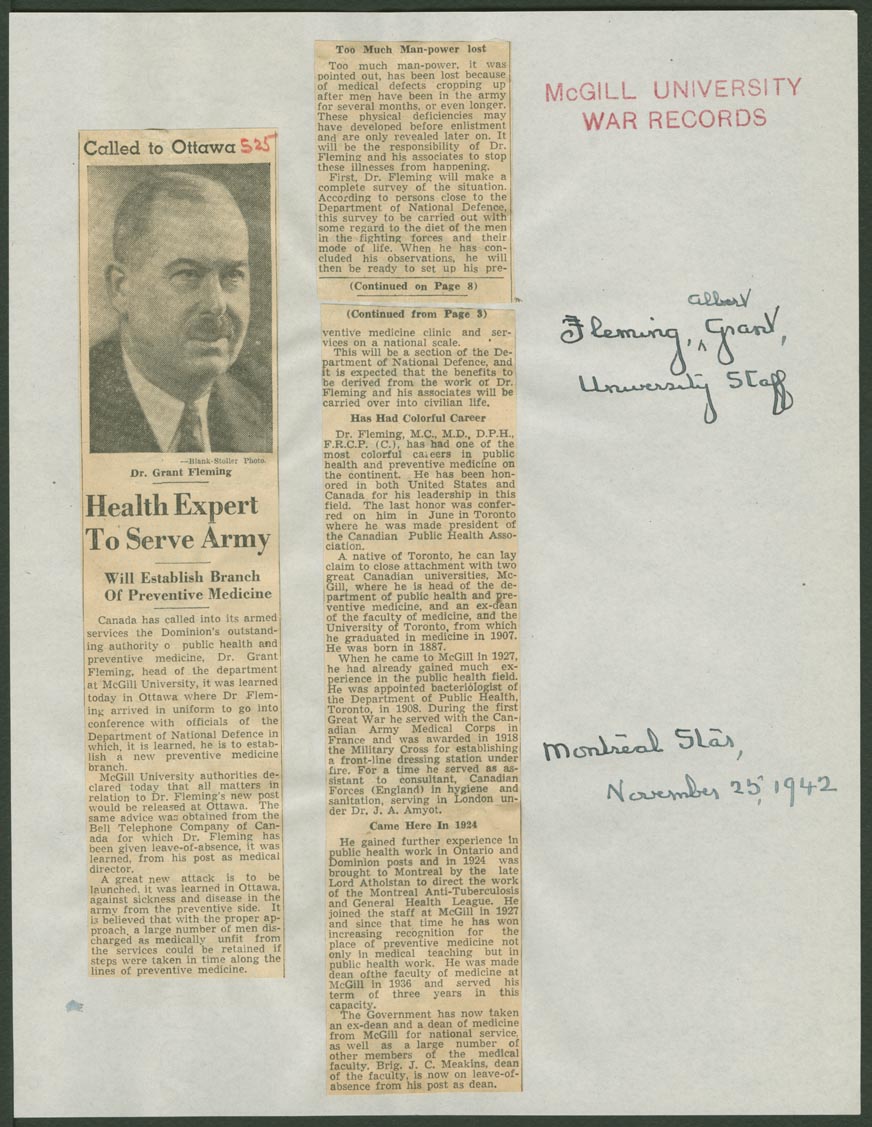 Called to Ottawa 525
—Blank-Stoller Photo.
Dr. Grant Fleming
Health Expert
To Serve Army
Will Establish Branch
Of Preventive Medicine
Canada has called into its armed
services the Dominion's outstand-
ing authority o public health and
preventive medicine, Dr. Grant
Fleming, head of the department
at McGill University, it was learned
today in Ottawa where Dr Flem-
ing arrived in uniform to go into
conference with officials of the
Department of National Defence in
which, it is learned, he is to estab-
lish a new preventive medicine
branch.
McGill University authorities de-
clared today that all matters in
relation to Dr. Fleming's new post
would be released at Ottawa. The
same advice was obtained from the
Bell Telephone Company of Can-
ada for which Dr. Fleming has
been given leave-of-absence, it was
learned, from his post as medical
director.
A great new attack is to be
launched, it was learned in Ottawa,
against sickness and disease in the
army from the preventive side. It
is believed that with the proper ap-
proach, a large number of men dis-
charged as medically unfit from
the services could be retained if
steps were taken in time along the
lines of preventive medicine.
Too Much Man-power lost
Too much man-power, it was
pointed out, has been lost because
of medical defects cropping up
after men have been in the army
for several months, or even longer.
These physical deficiencies may
have developed before enlistment
and are only revealed later on. It
will be the responsibility of Dr.
Fleming and his associates to stop
these illnesses from happening.
First, Dr. Fleming will make a
complete survey of the situation.
According to persons close to the
Department of National Defence,
this survey to be carried out with
some regard to the diet of the men
in the fighting forces and their
mode of life. When he has con-
cluded his observations, he will
then be ready to set up his pre-
(Continued on Page 8)
(Continued from Page 3)
ventive medicine clinic and ser-
vices on a national scale.
This will be a section of the De-
partment of National Defence, and
it is expected that the benefits to
be derived from the work of Dr.
Fleming and his associates will be
carried over into civilian life.
Has Had Colorful Career
Dr. Fleming, M.C., M.D., D.P.H.,
F.R.C.P. (C.), has had one of the
most colorful careers in public
health and preventive medicine on
the continent. He has been hon-
ored in both United States and
Canada for his leadership in this
field. The last honor was confer-
red on him in June in Toronto
where he was made president of
the Canadian Public Health Asso-
ciation.
A native of Toronto, he can lay
claim to close attachment with two
great Canadian universities, Mc-
Gill, where he is head of the de-
partment of public health and pre-
ventive medicine, and an ex-dean
of the faculty of medicine, and the
University of Toronto, from which
he graduated in medicine in 1907.
He was born in 1887.
When he came to McGill in 1927,
he had already gained much ex-
perience in the public health field.
He was appointed bacteriologist of
the Department of Public Health,
Toronto, in 1908. During the first
Great War he served with the Can-
adian Army Medical Corps in
France and was awarded in 1918
the Military Cross for establishing
a front-line dressing station under
fire. For a time he served as as-
sistant to consultant, Canadian
Forces (England) in hygiene and
sanitation, serving in London un-
der Dr. J. A. Amyot.
Came Here In 1924
He gained further experience in
public health work in Ontario and
Dominion posts and in 1924 was
brought to Montreal by the late
Lord Atholstan to direct the work
of the Montreal Anti-Tuberculosis
and General Health League. He
joined the staff at McGill in 1927
and since that time he has won
increasing recognition for the
place of preventive medicine not
only in medical teaching but in
public health work. He was made
dean ofthe faculty of medicine at
McGill in 1936 and served his
term of three years in this
capacity.
The Government has now taken
an ex-dean and a dean of medicine
from McGill for national service,
as well as a large number of
other members of the medical
faculty. Brig. J. C. Meakins, dean
of the faculty, is now on leave-of-
absence from his post as dean.
McGILL UNIVERSITY
WAR RECORDS
Albert
Fleming, ^ Grant,
University Staff
Montreal Star,
November 25, 1942